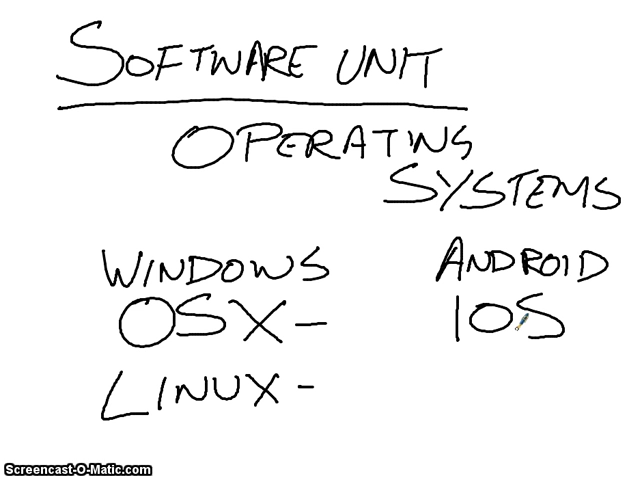 SOFTWARE UNIT
OPERATING
SYSTEMS
WINDOWS
OSX-
LINUX-
ANDROID
IOS
Screencast-O-Matic.com